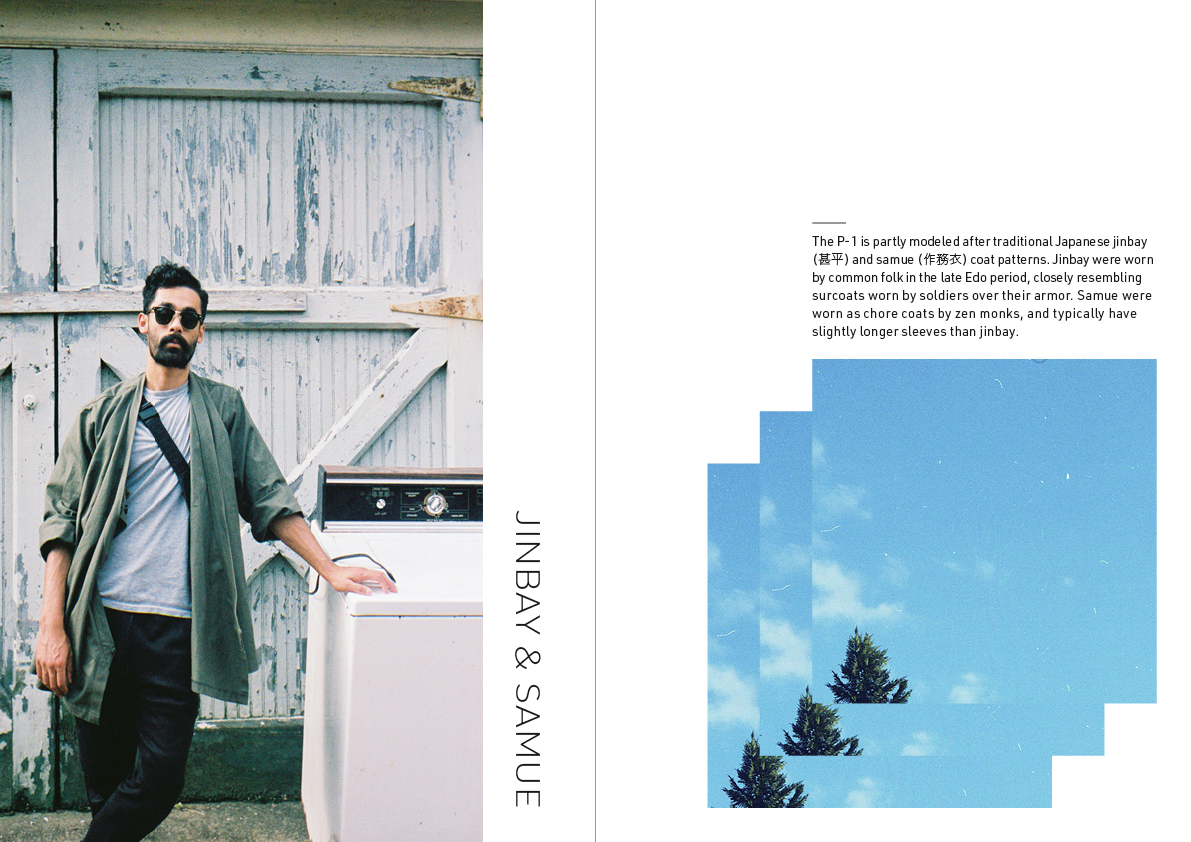 JINBAY & SAMUE
The P-1 is partly modeled after traditional Japanese jinbay
(甚平) and samue (作務衣) coat patterns. Jinbay were worn
by common folk in the late Edo period, closely resembling
surcoats worn by soldiers over their armor. Samue were
worn as chore coats by zen monks, and typically have
slightly longer sleeves than jinbay.